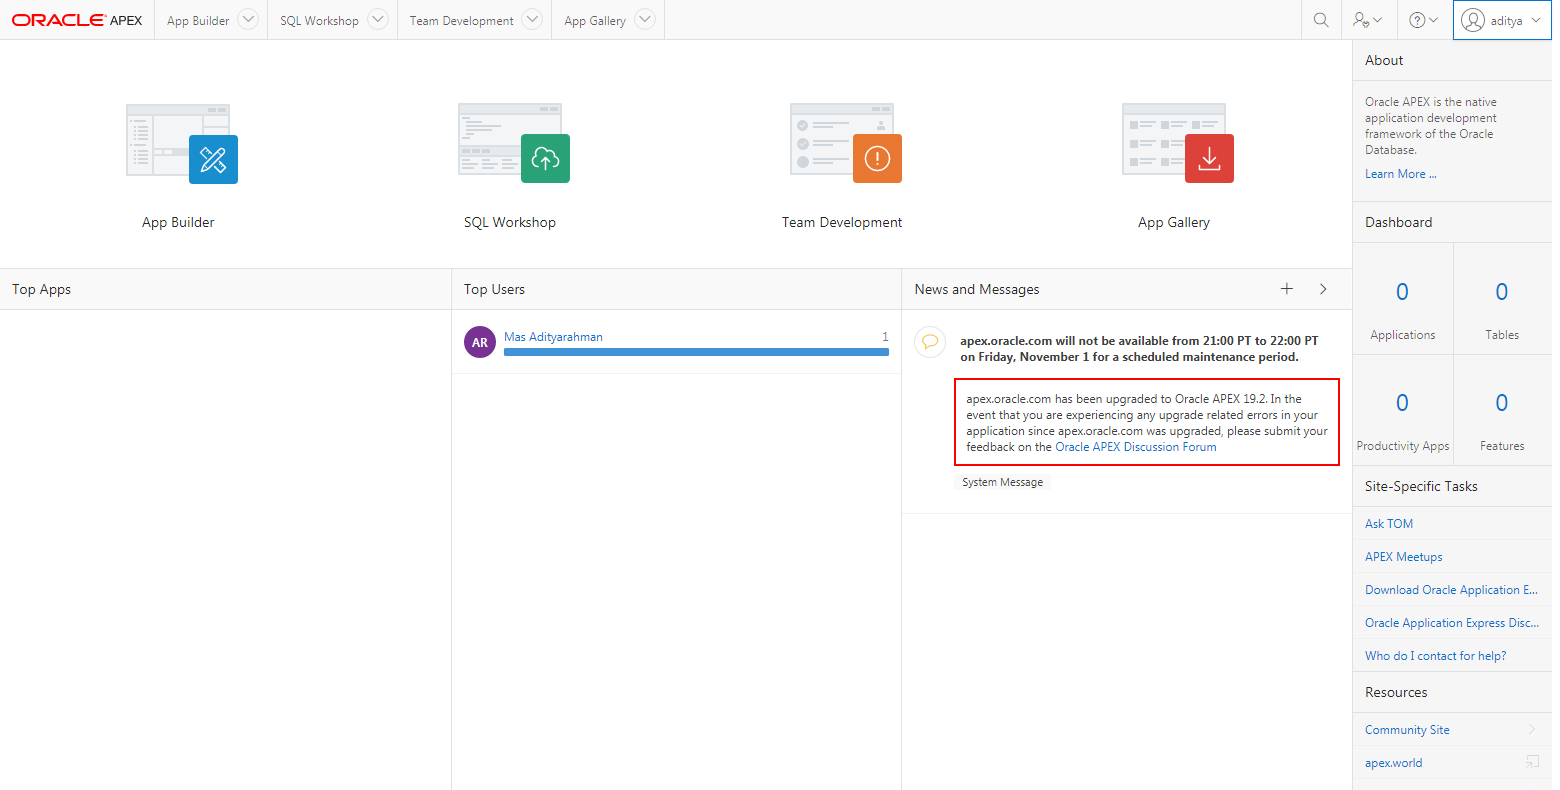 ORACLE APEX
App Builder
SQL Workshop
Team Development
App Gallery
aditya
App Builder
SQL Workshop
Team Development
App Gallery
Top Apps
Top Users
AR
Mas Adityarahman
1
News and Messages
apex.oracle.com will not be available from 21:00 PT to 22:00 PT
on Friday, November 1 for a scheduled maintenance period.
apex.oracle.com has been upgraded to Oracle APEX 19.2. In the
event that you are experiencing any upgrade related errors in your
application since apex.oracle.com was upgraded, please submit your
feedback on the Oracle APEX Discussion Forum
System Message
About
Oracle APEX is the native
application development
framework of the Oracle
Database.
Learn More ...
Dashboard
0
Applications
0
Tables
0
Productivity Apps
0
Features
Site-Specific Tasks
Ask TOM
APEX Meetups
Download Oracle Application E...
Oracle Application Express Disc...
Who do I contact for help?
Resources
Community Site
apex.world